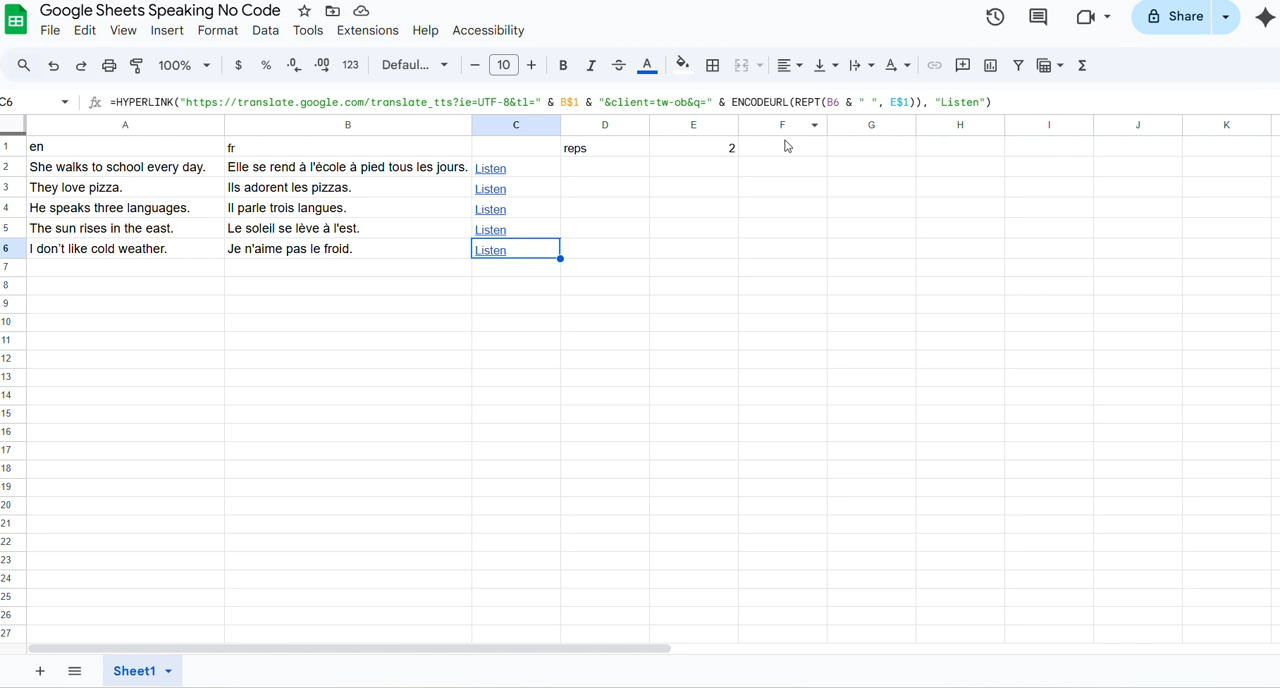 Google Sheets Speaking No Code
File Edit View Insert Format Data Tools Extensions Help Accessibility
Share
100% $ % .0 .00 123 Defaul... − 10 + B I S A Σ
C6 fx =HYPERLINK("https://translate.google.com/translate_tts?ie=UTF-8&tl=" & B$1 & "&client=tw-ob&q=" & ENCODEURL(REPT(B6 & " ", E$1)), "Listen")
A B C D E F G H I J K
1 en fr reps 2
2 She walks to school every day. Elle se rend à l'école à pied tous les jours. Listen
3 They love pizza. Ils adorent les pizzas. Listen
4 He speaks three languages. Il parle trois langues. Listen
5 The sun rises in the east. Le soleil se lève à l'est. Listen
6 I don't like cold weather. Je n'aime pas le froid. Listen
7
8
9
10
11
12
13
14
15
16
17
18
19
20
21
22
23
24
25
26
27
+ Sheet1